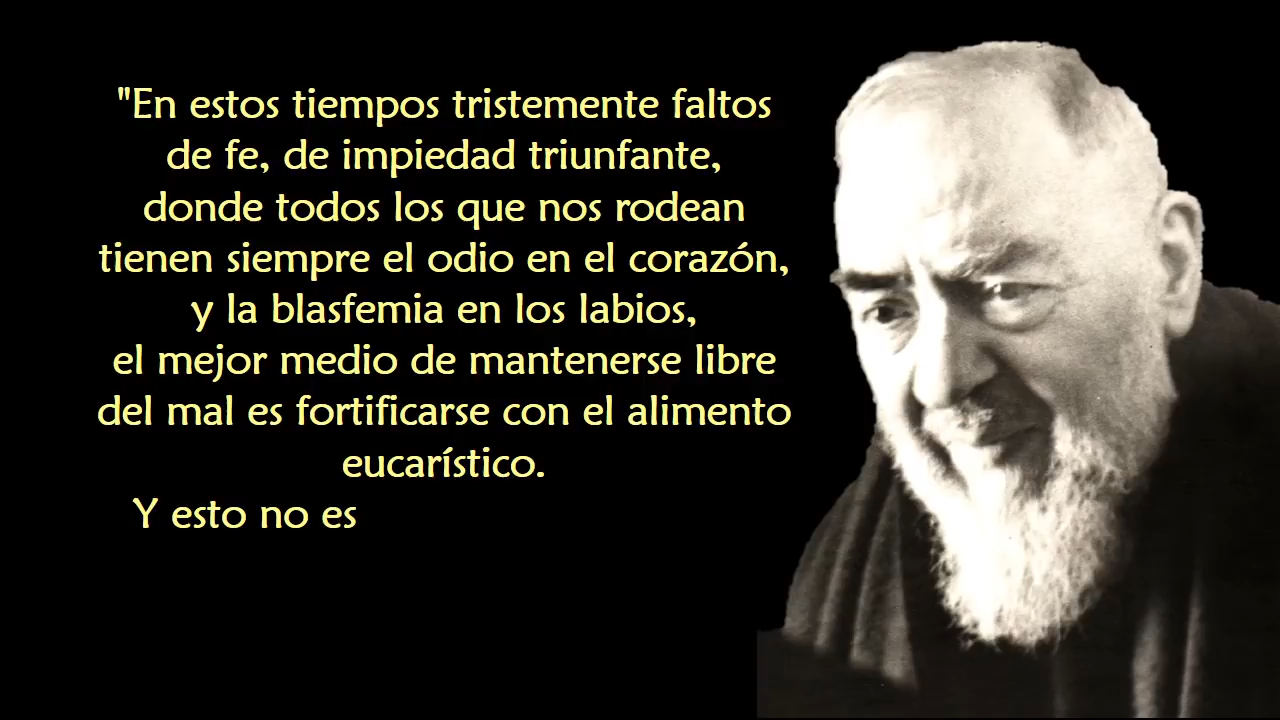 "En estos tiempos tristemente faltos
de fe, de impiedad triunfante,
donde todos los que nos rodean
tienen siempre el odio en el corazón,
y la blasfemia en los labios,
el mejor medio de mantenerse libre
del mal es fortificarse con el alimento
eucarístico.
Y esto no es